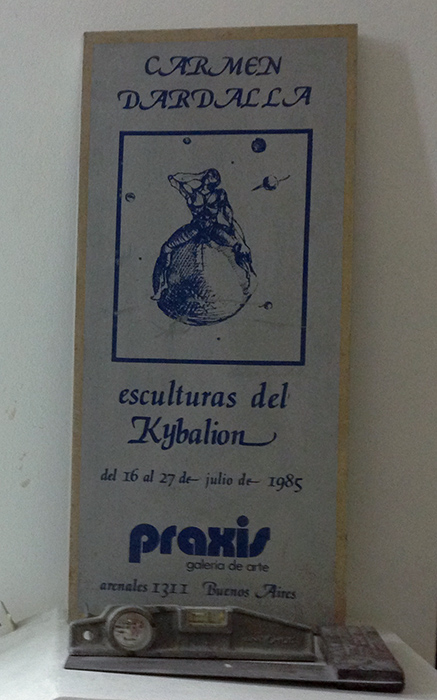 CARMEN
DARDALLA
esculturas del
Kybalion
del 16 al 27 de julio de 1985
praxis
galeria de arte
arenales 1311 Buenos Aires